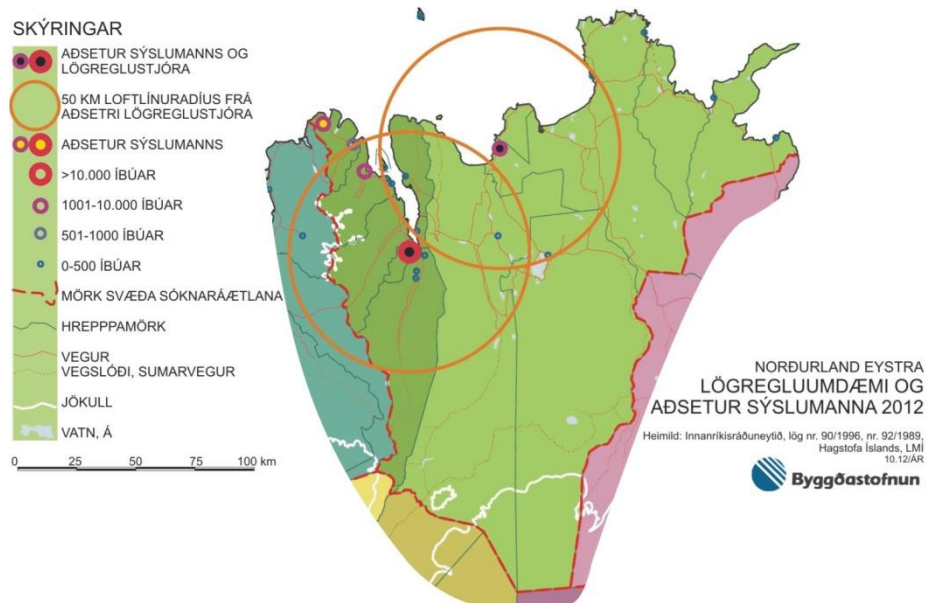 SKÝRINGAR
AÐSETUR SÝSLUMANNS OG
LÖGREGLUSTJÓRA
50 KM LOFTLÍNURADÍUS FRÁ
AÐSETRI LÖGREGLUSTJÓRA
AÐSETUR SÝSLUMANNS
>10.000 ÍBÚAR
1001-10.000 ÍBÚAR
501-1000 ÍBÚAR
0-500 ÍBÚAR
MÖRK SVÆÐA SÓKNARÁÆTLANA
HREPPPAMÖRK
VEGUR
VEGSLÓÐI, SUMARVEGUR
JÖKULL
VATN, Á
0 25 50 100 km
NORÐURLAND EYSTRA
LÖGREGLUUMDÆMI OG
AÐSETUR SÝSLUMANNA 2012
Heimild: Innanríkisráðuneytið, lög nr. 90/1996, nr. 92/1989,
Hagstofa Íslands, LMÍ
10.12/ÁR
Byggðastofnun